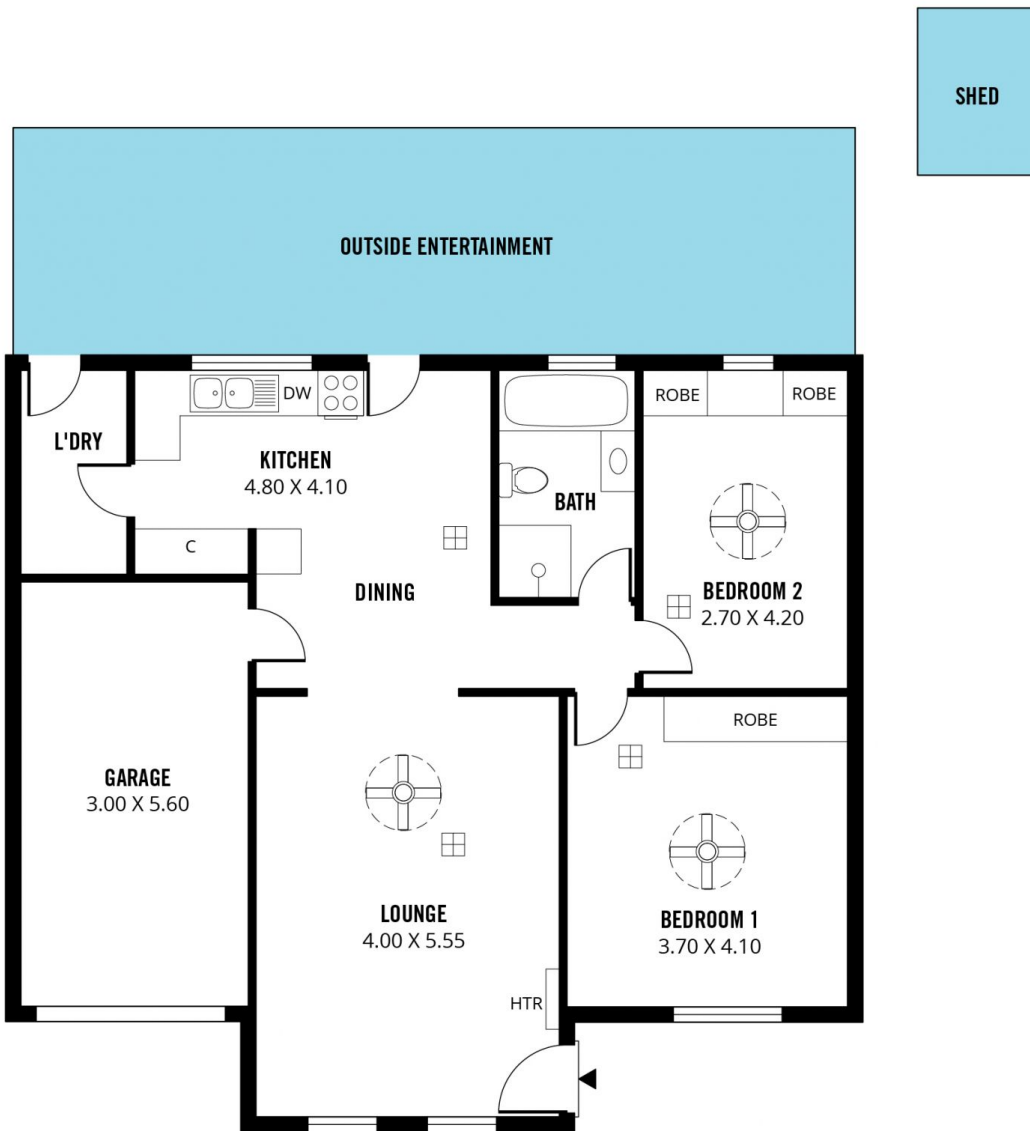 SHED
OUTSIDE ENTERTAINMENT
DW
ROBE
ROBE
L'DRY
KITCHEN
4.80 X 4.10
BATH
C
DINING
BEDROOM 2
2.70 X 4.20
ROBE
GARAGE
3.00 X 5.60
LOUNGE
4.00 X 5.55
BEDROOM 1
3.70 X 4.10
HTR